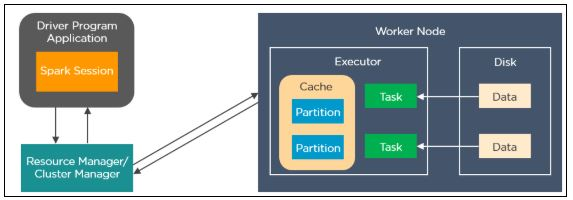 Driver Program
Application
Spark Session
Resource Manager/
Cluster Manager
Worker Node
Executor
Disk
Cache
Partition
Task
Data
Partition
Task
Data